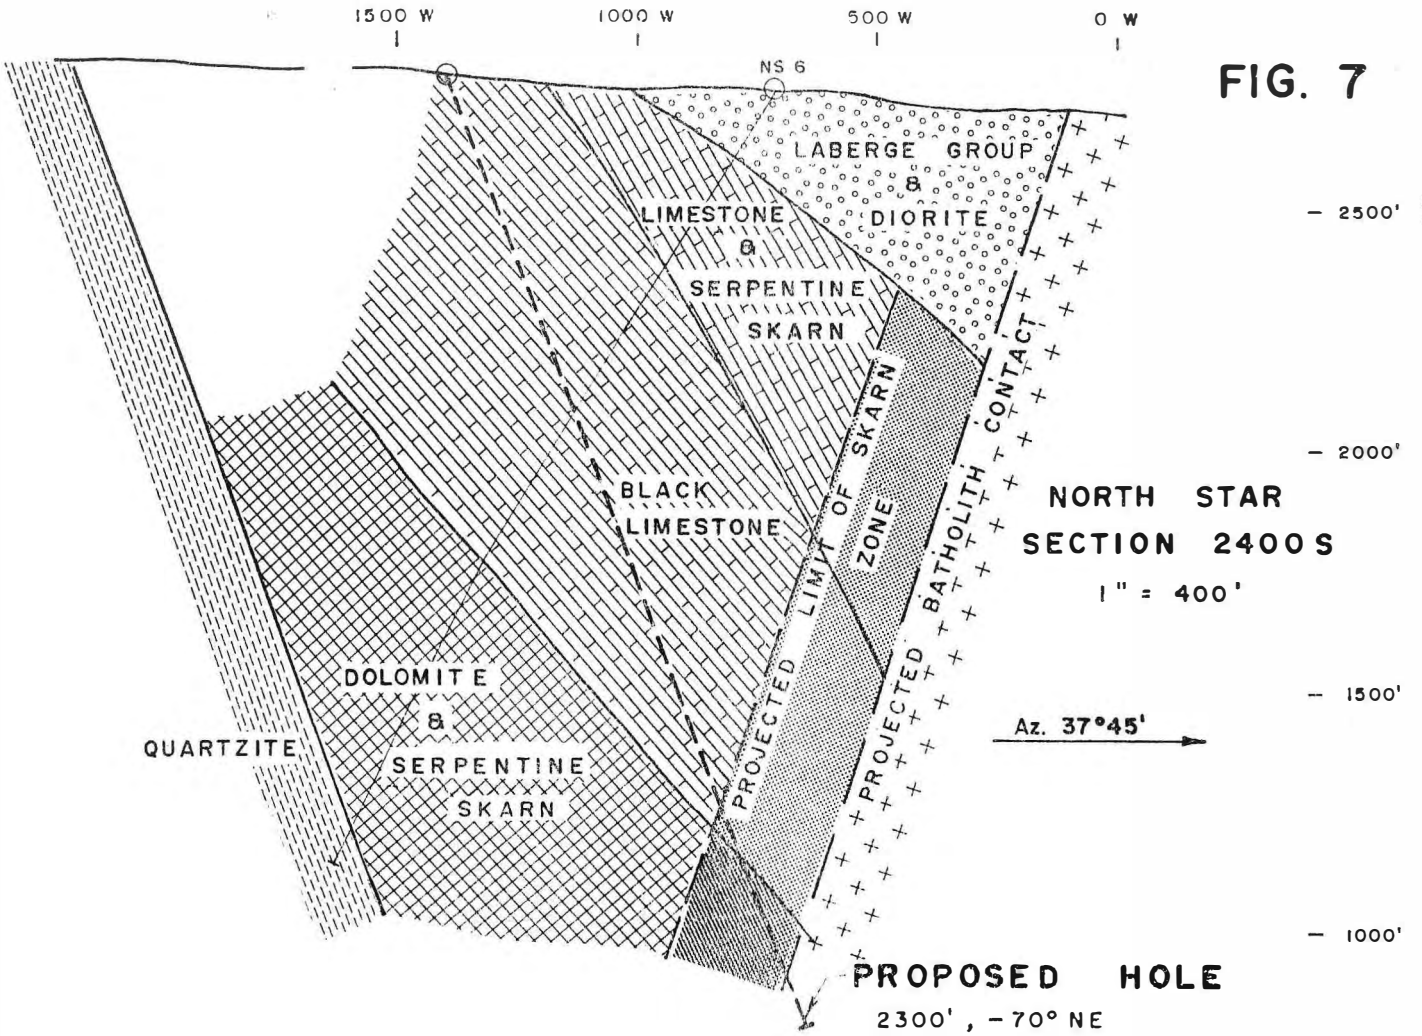 1500 W
1000 W
500 W
0 W
NS 6
FIG. 7
LABERGE GROUP
&
DIORITE
2500'
LIMESTONE
&
SERPENTINE
SKARN
2000'
BLACK
LIMESTONE
PROJECTED LIMIT OF SKARN
ZONE
PROJECTED BATHOLITH CONTACT
NORTH STAR
SECTION 2400 S
1" = 400'
1500'
Az. 37°45'
DOLOMITE
&
SERPENTINE
SKARN
QUARTZITE
1000'
PROPOSED HOLE
2300', -70° NE